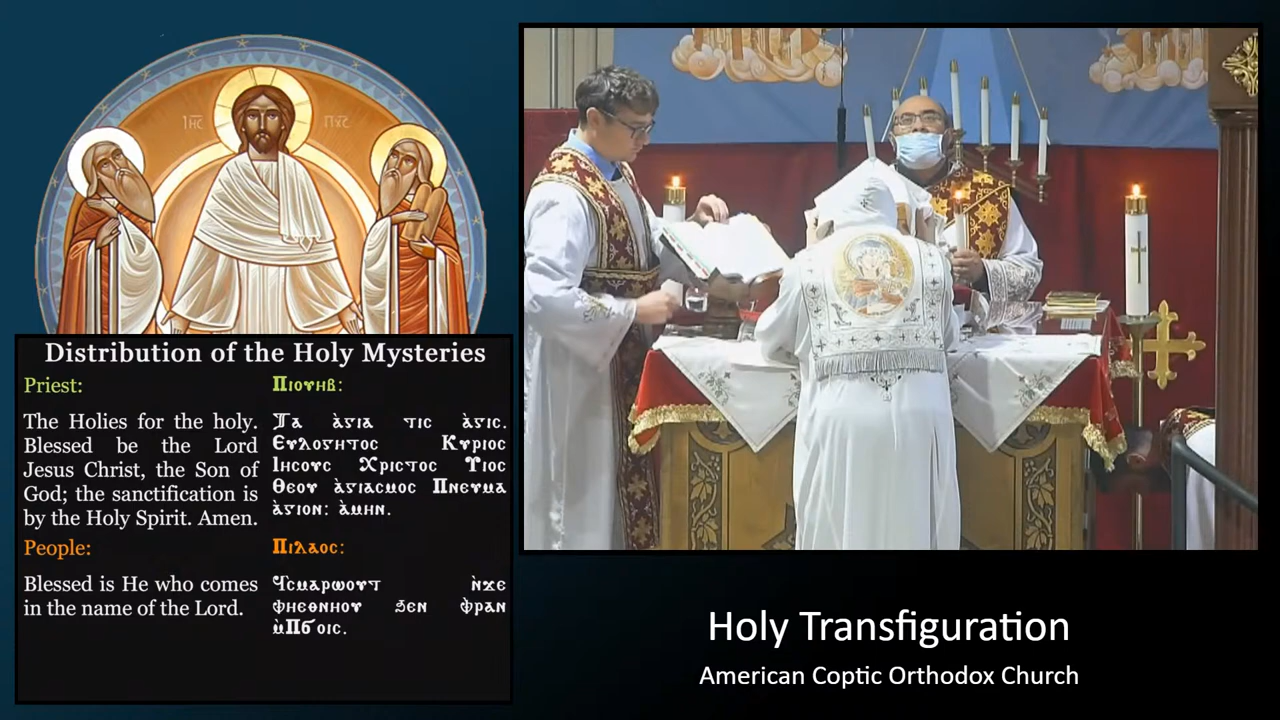 ΙΗC
ΠΧC
Distribution of the Holy Mysteries
Priest:
Ⲡⲓⲟⲩⲏⲃ:
The Holies for the holy.
Blessed be the Lord
Jesus Christ, the Son of
God; the sanctification is
by the Holy Spirit. Amen.
Ⲧⲁ ⲁ̀ⲅⲓⲁ ⲧⲓⲥ ⲁ̀ⲅⲓⲥ.
Ⲉⲩⲗⲟⲅⲏⲧⲟⲥ Ⲕⲩⲣⲓⲟⲥ
Ⲓⲏⲥⲟⲩⲥ Ⲭⲣⲓⲥⲧⲟⲥ Ⲩⲓⲟⲥ
Ⲑⲉⲟⲩ ⲁ̀ⲅⲓⲁⲥⲙⲟⲥ Ⲡⲛⲉⲩⲙⲁ
ⲁ̀ⲅⲓⲟⲛ: ⲁ̀ⲙⲏⲛ.
People:
Ⲡⲓⲗⲁⲟⲥ:
Blessed is He who comes
in the name of the Lord.
Ϥ̀ⲥⲙⲁⲣⲱⲟⲩⲧ ⲛ̀ϫⲉ
ⲫⲏⲉⲑⲛⲏⲟⲩ ϧⲉⲛ ⲫ̀ⲣⲁⲛ
ⲙ̀Ⲡϭⲟⲓⲥ.
Holy Transfiguration
American Coptic Orthodox Church